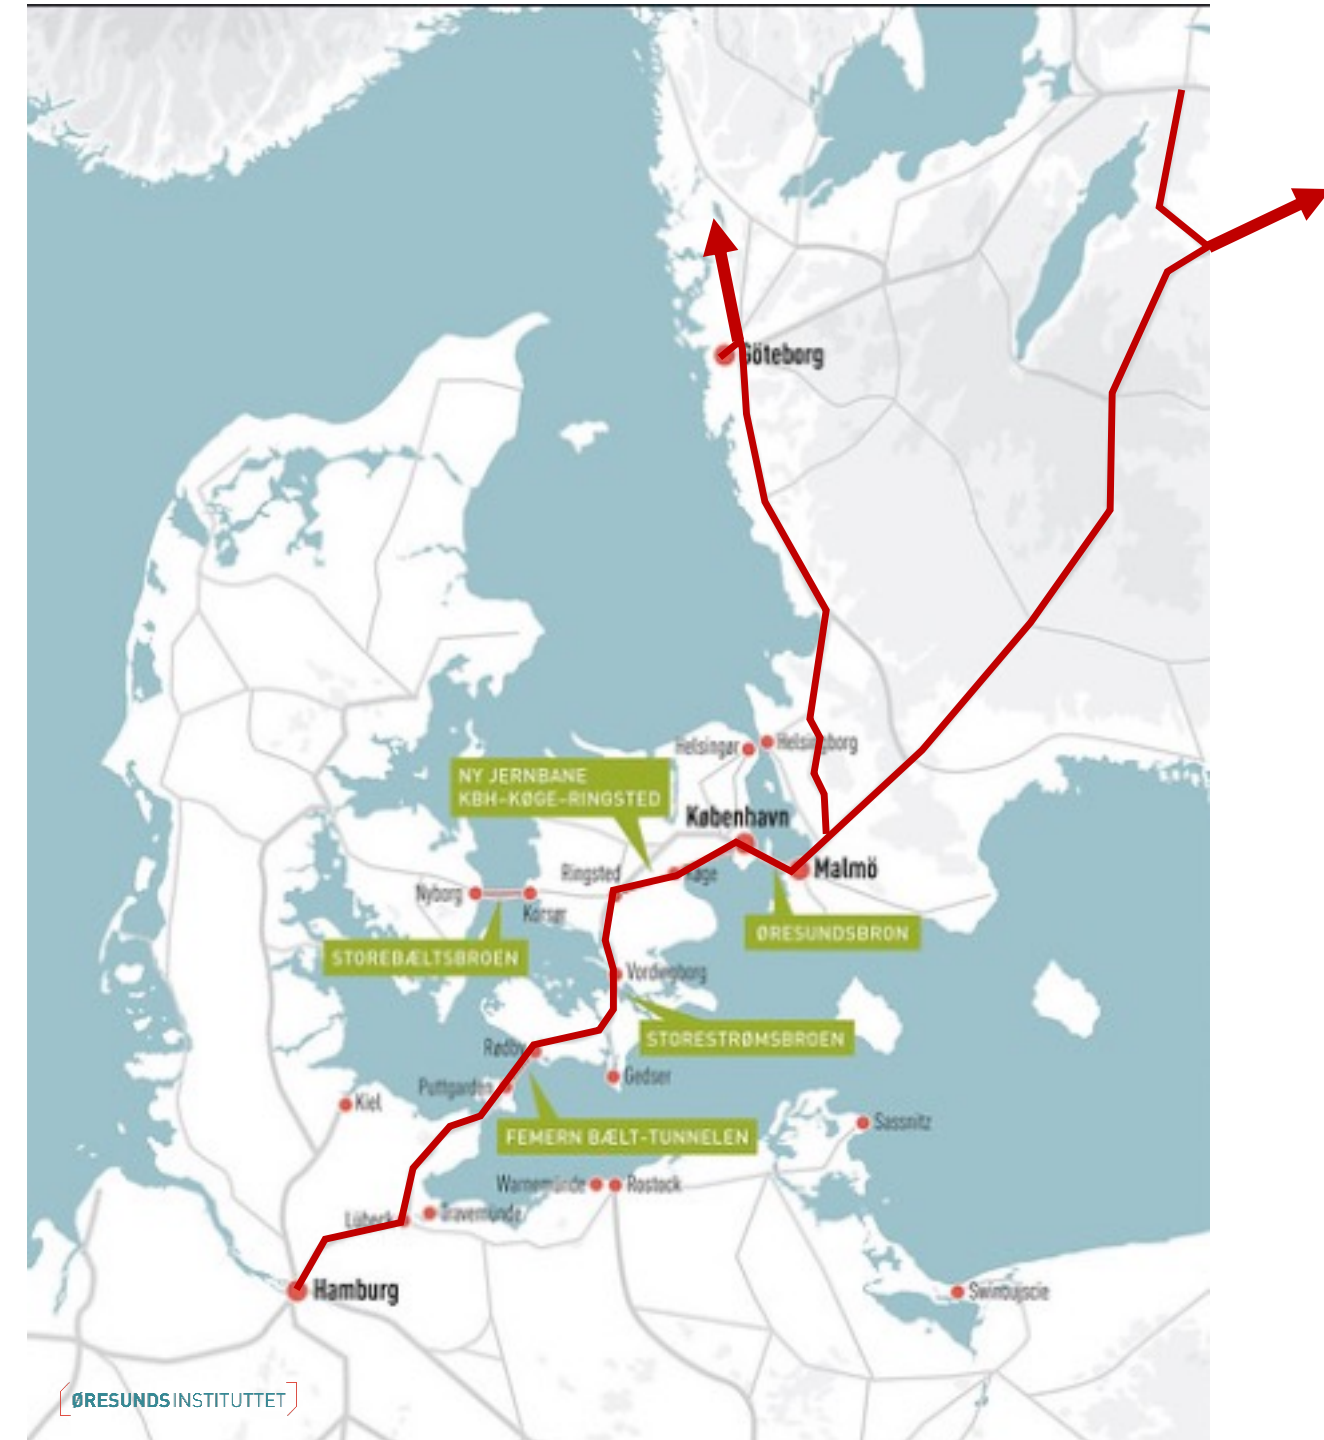 Göteborg
Helsingør
Helsingborg
NY JERNBANE
KBH-KØGE-RINGSTED
København
Ringsted
Køge
Malmö
Nyborg
Korsør
ØRESUNDSBRON
STOREBÆLTSBROEN
Vordingborg
STORESTRØMSBROEN
Rødby
Gedser
Puttgarden
Kiel
Sassnitz
FEMERN BÆLT-TUNNELEN
Warnemünde
Rostock
Lübeck
Travemünde
Hamburg
Swinoujscie
ØRESUNDSINSTITUTTET